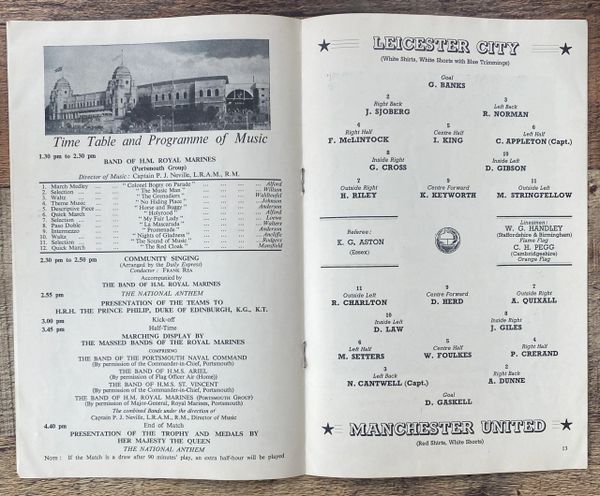 Time Table and Programme of Music
1.30 pm to 2.30 pm
BAND OF H.M. ROYAL MARINES
(Portsmouth Group)
Director of Music: Captain P. J. Neville, L.R.A.M., R.M.
1. March Medley ... "Colonel Bogey on Parade" ... Alford
2. Selection ... "The Music Man" ... Willson
3. Waltz ... "The Grenadiers" ... Waldteufel
4. Theme Music ... "No Hiding Place" ... Johnson
5. Descriptive Piece ... "Horse and Buggy" ... Anderson
6. Quick March ... "Holyrood" ... Alford
7. Selection ... "My Fair Lady" ... Loewe
8. Paso Doble ... "La Mascarada" ... Walters
9. Intermezzo ... "Promenade" ... Anderson
10. Waltz ... "Nights of Gladness" ... Ancliffe
11. Selection ... "The Sound of Music" ... Rodgers
12. Quick March ... "The Red Cloak" ... Mansfield
2.30 pm to 2.50 pm COMMUNITY SINGING
(Arranged by the Daily Express)
Conductor: FRANK REA
Accompanied by
THE BAND OF H.M. ROYAL MARINES
2.55 pm THE NATIONAL ANTHEM
PRESENTATION OF THE TEAMS TO
H.R.H. THE PRINCE PHILIP, DUKE OF EDINBURGH, K.G., K.T.
3.00 pm Kick-off
3.45 pm Half-Time
MARCHING DISPLAY BY
THE MASSED BANDS OF THE ROYAL MARINES
COMPRISING
THE BAND OF THE PORTSMOUTH NAVAL COMMAND
(By permission of the Commander-in-Chief, Portsmouth)
THE BAND OF H.M.S. ARIEL
(By permission of Flag Officer Air (Home))
THE BAND OF H.M.S. ST. VINCENT
(By permission of the Commander-in-Chief, Portsmouth)
THE BAND OF H.M. ROYAL MARINES (PORTSMOUTH GROUP)
(By permission of Major-General, Royal Marines, Portsmouth)
The combined Bands under the direction of
Captain P. J. Neville, L.R.A.M., R.M., Director of Music
4.40 pm End of Match
PRESENTATION OF THE TROPHY AND MEDALS BY
HER MAJESTY THE QUEEN
THE NATIONAL ANTHEM
NOTE: If the Match is a draw after 90 minutes' play, an extra half-hour will be played
LEICESTER CITY
(White Shirts, White Shorts with Blue Trimmings)
Goal
G. BANKS
2 3
Right Back Left Back
J. SJOBERG R. NORMAN
4 5 6
Right Half Centre Half Left Half
F. McLINTOCK I. KING C. APPLETON (Capt.)
8 10
Inside Right Inside Left
G. CROSS D. GIBSON
7 9 11
Outside Right Centre Forward Outside Left
H. RILEY K. KEYWORTH M. STRINGFELLOW
Referee:
K. G. ASTON
(Essex)
Linesmen:
W. G. HANDLEY
(Staffordshire & Birmingham)
Flame Flag
C. H. PEGG
(Cambridgeshire)
Orange Flag
11 9 7
Outside Left Centre Forward Outside Right
R. CHARLTON D. HERD A. QUIXALL
10 8
Inside Left Inside Right
D. LAW J. GILES
6 5 4
Left Half Centre Half Right Half
M. SETTERS W. FOULKES P. CRERAND
3 2
Left Back Right Back
N. CANTWELL (Capt.) A. DUNNE
Goal
D. GASKELL
MANCHESTER UNITED
(Red Shirts, White Shorts)
13